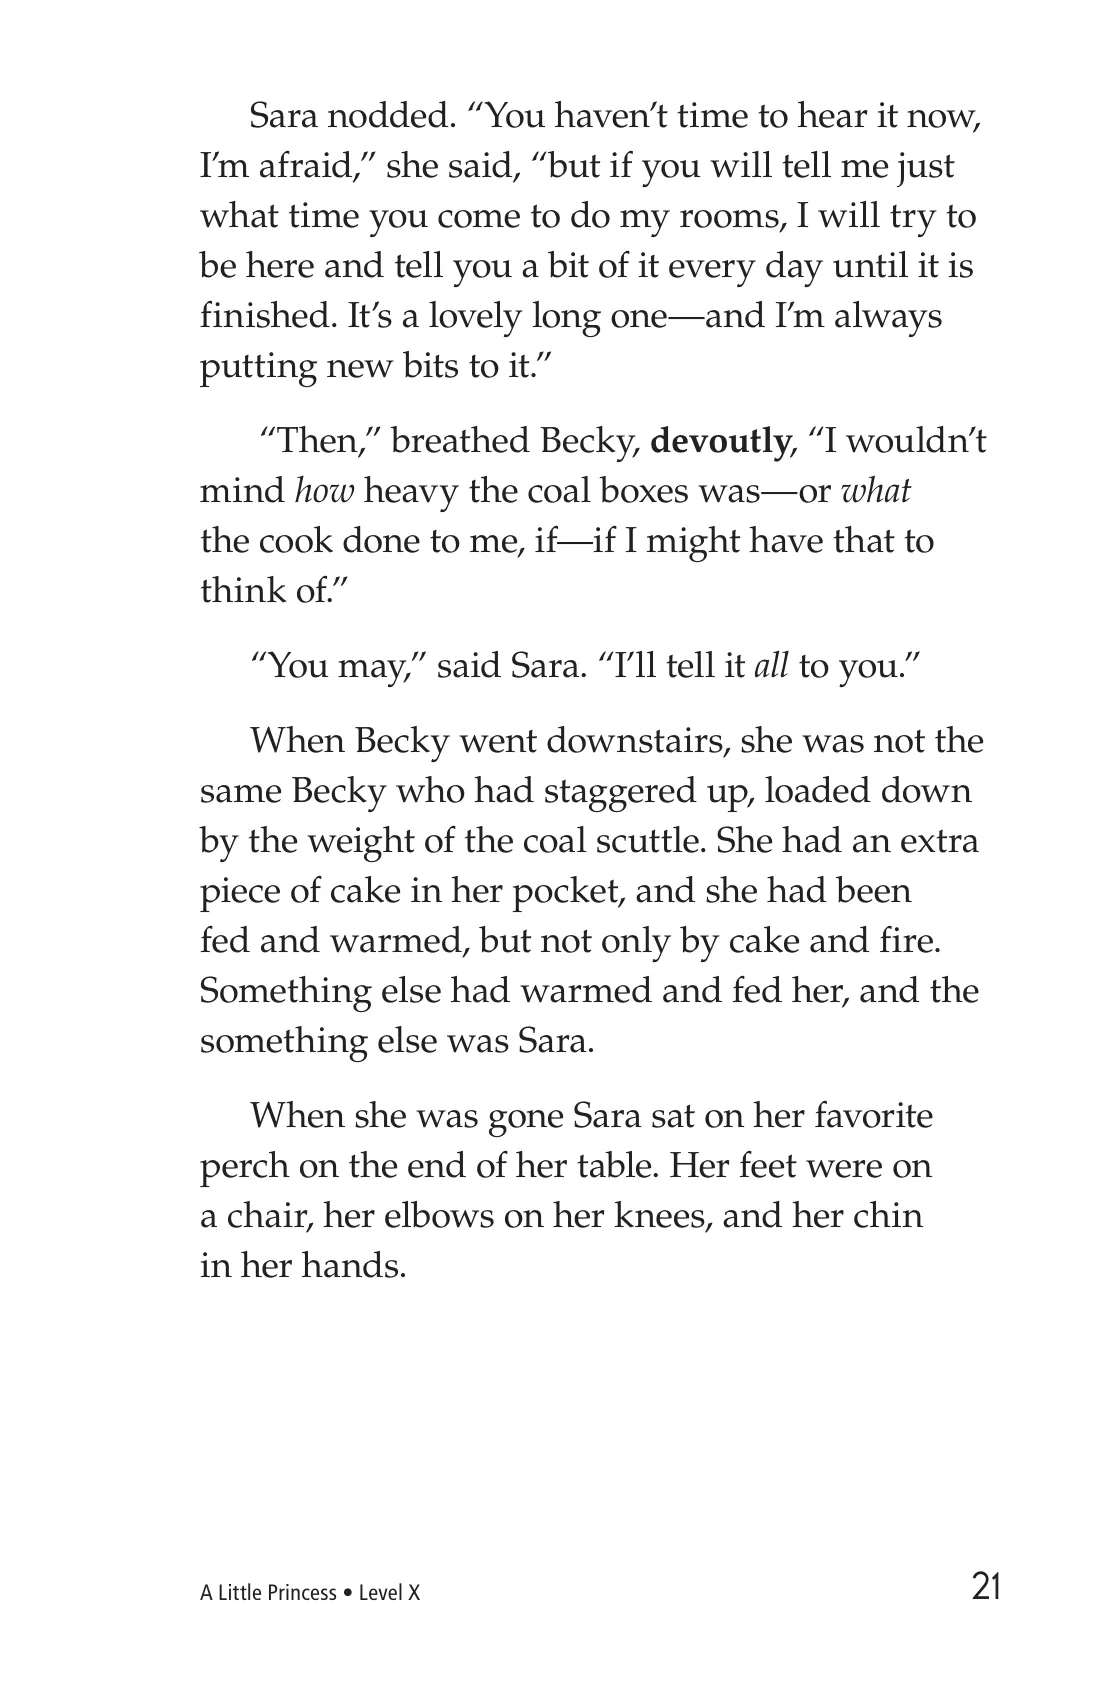 Sara nodded. “You haven’t time to hear it now,
I’m afraid,” she said, “but if you will tell me just
what time you come to do my rooms, I will try to
be here and tell you a bit of it every day until it is
finished. It’s a lovely long one—and I’m always
putting new bits to it.”
“Then,” breathed Becky, devoutly, “I wouldn’t
mind how heavy the coal boxes was—or what
the cook done to me, if—if I might have that to
think of.”
“You may,” said Sara. “I’ll tell it all to you.”
When Becky went downstairs, she was not the
same Becky who had staggered up, loaded down
by the weight of the coal scuttle. She had an extra
piece of cake in her pocket, and she had been
fed and warmed, but not only by cake and fire.
Something else had warmed and fed her, and the
something else was Sara.
When she was gone Sara sat on her favorite
perch on the end of her table. Her feet were on
a chair, her elbows on her knees, and her chin
in her hands.
A Little Princess • Level X 21